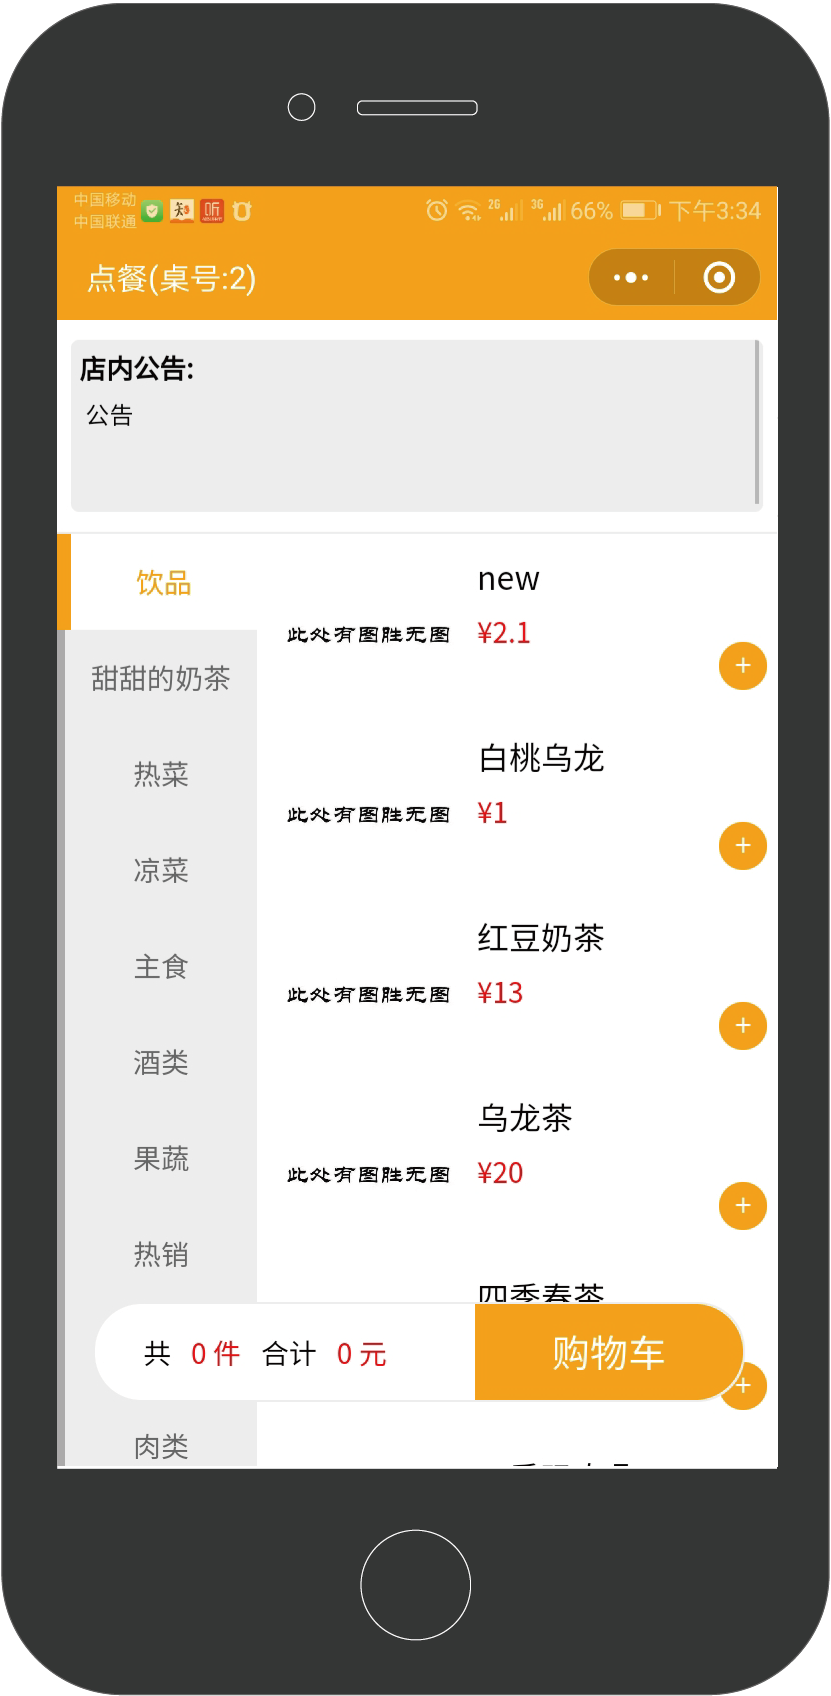 中国移动
中国联通
知
听
2G
3G
66%
下午3:34
点餐(桌号:2)
店内公告:
公告
饮品
甜甜的奶茶
热菜
凉菜
主食
酒类
果蔬
热销
肉类
new
此处有图胜无图
¥2.1
+
白桃乌龙
此处有图胜无图
¥1
+
红豆奶茶
此处有图胜无图
¥13
+
乌龙茶
此处有图胜无图
¥20
+
四季春茶
+
共 0 件 合计 0 元
购物车